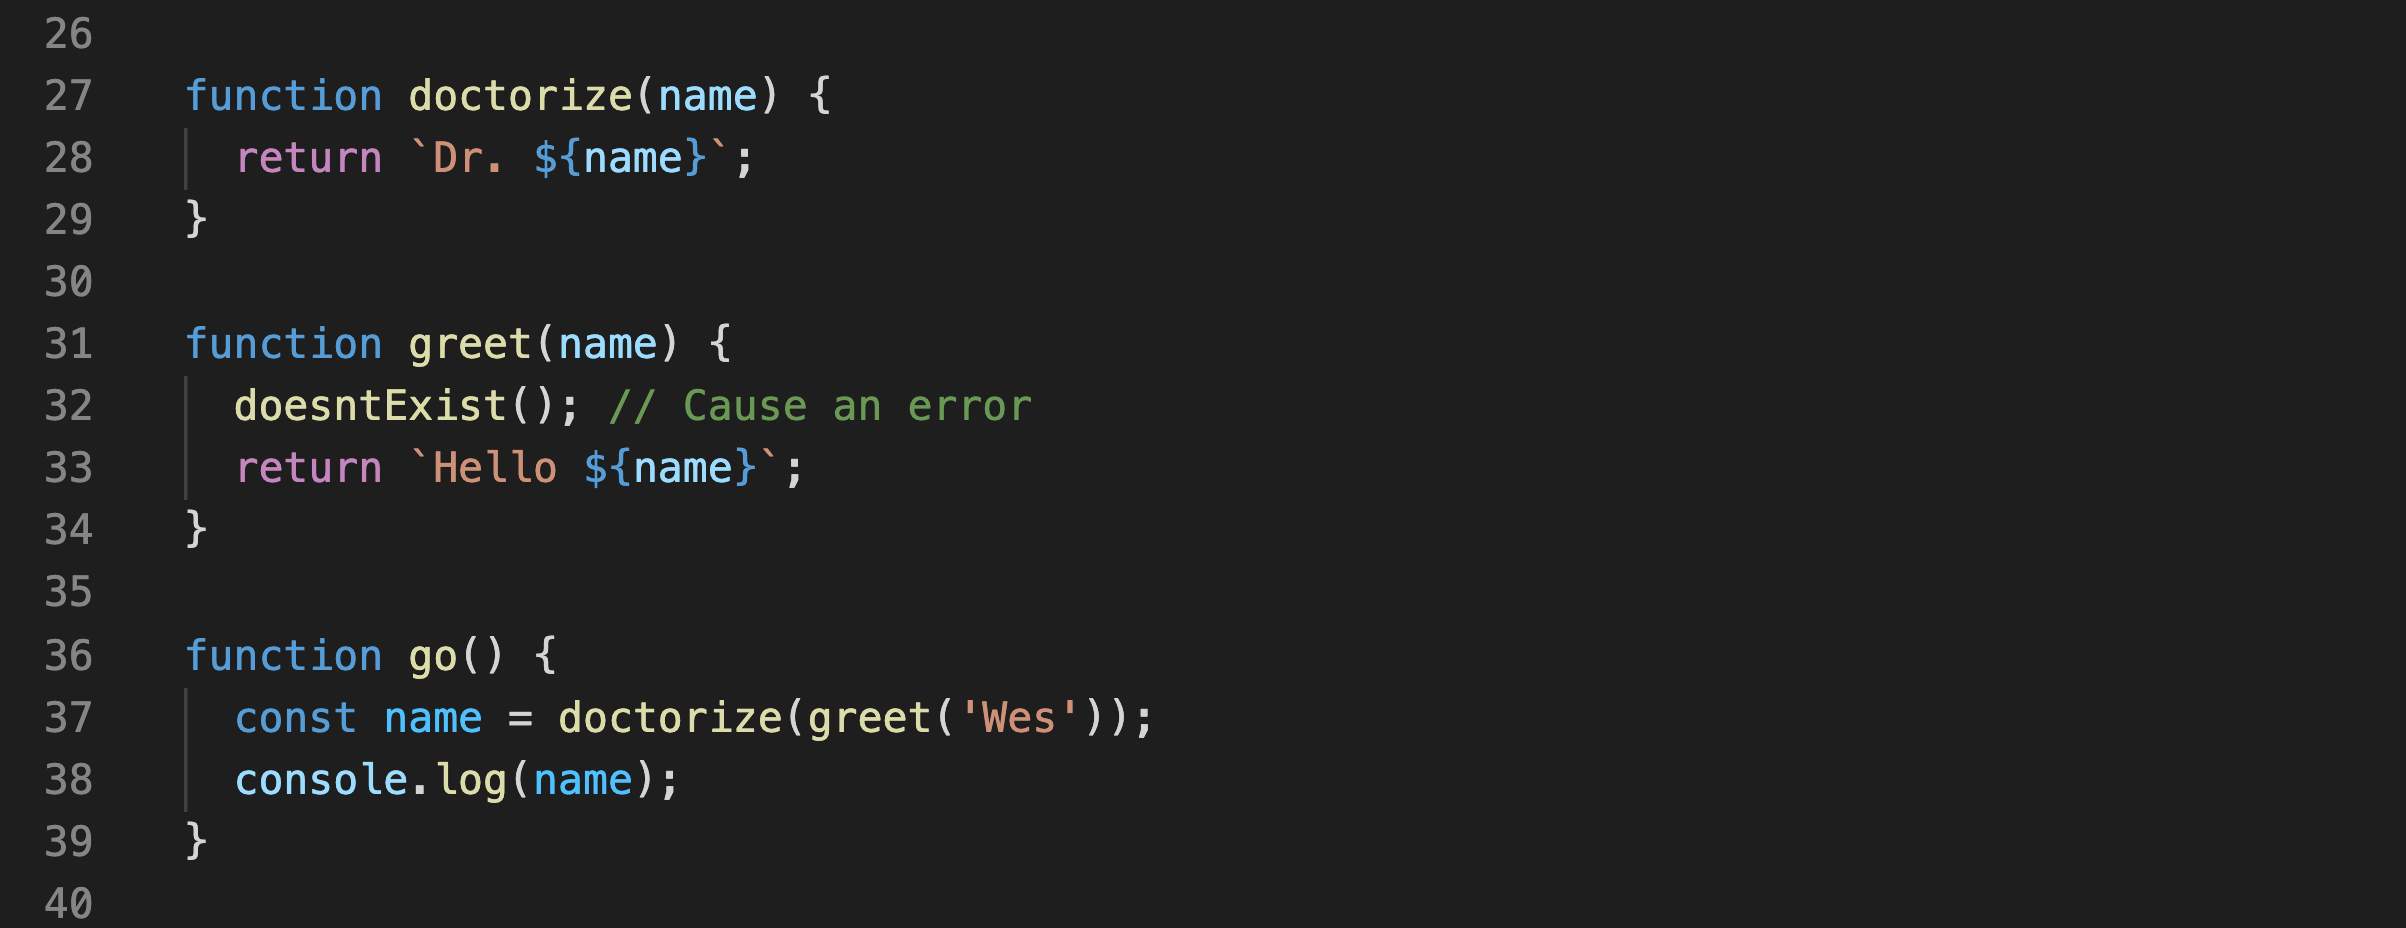 26
27 function doctorize(name) {
28   return `Dr. ${name}`;
29 }
30
31 function greet(name) {
32   doesntExist(); // Cause an error
33   return `Hello ${name}`;
34 }
35
36 function go() {
37   const name = doctorize(greet('Wes'));
38   console.log(name);
39 }
40